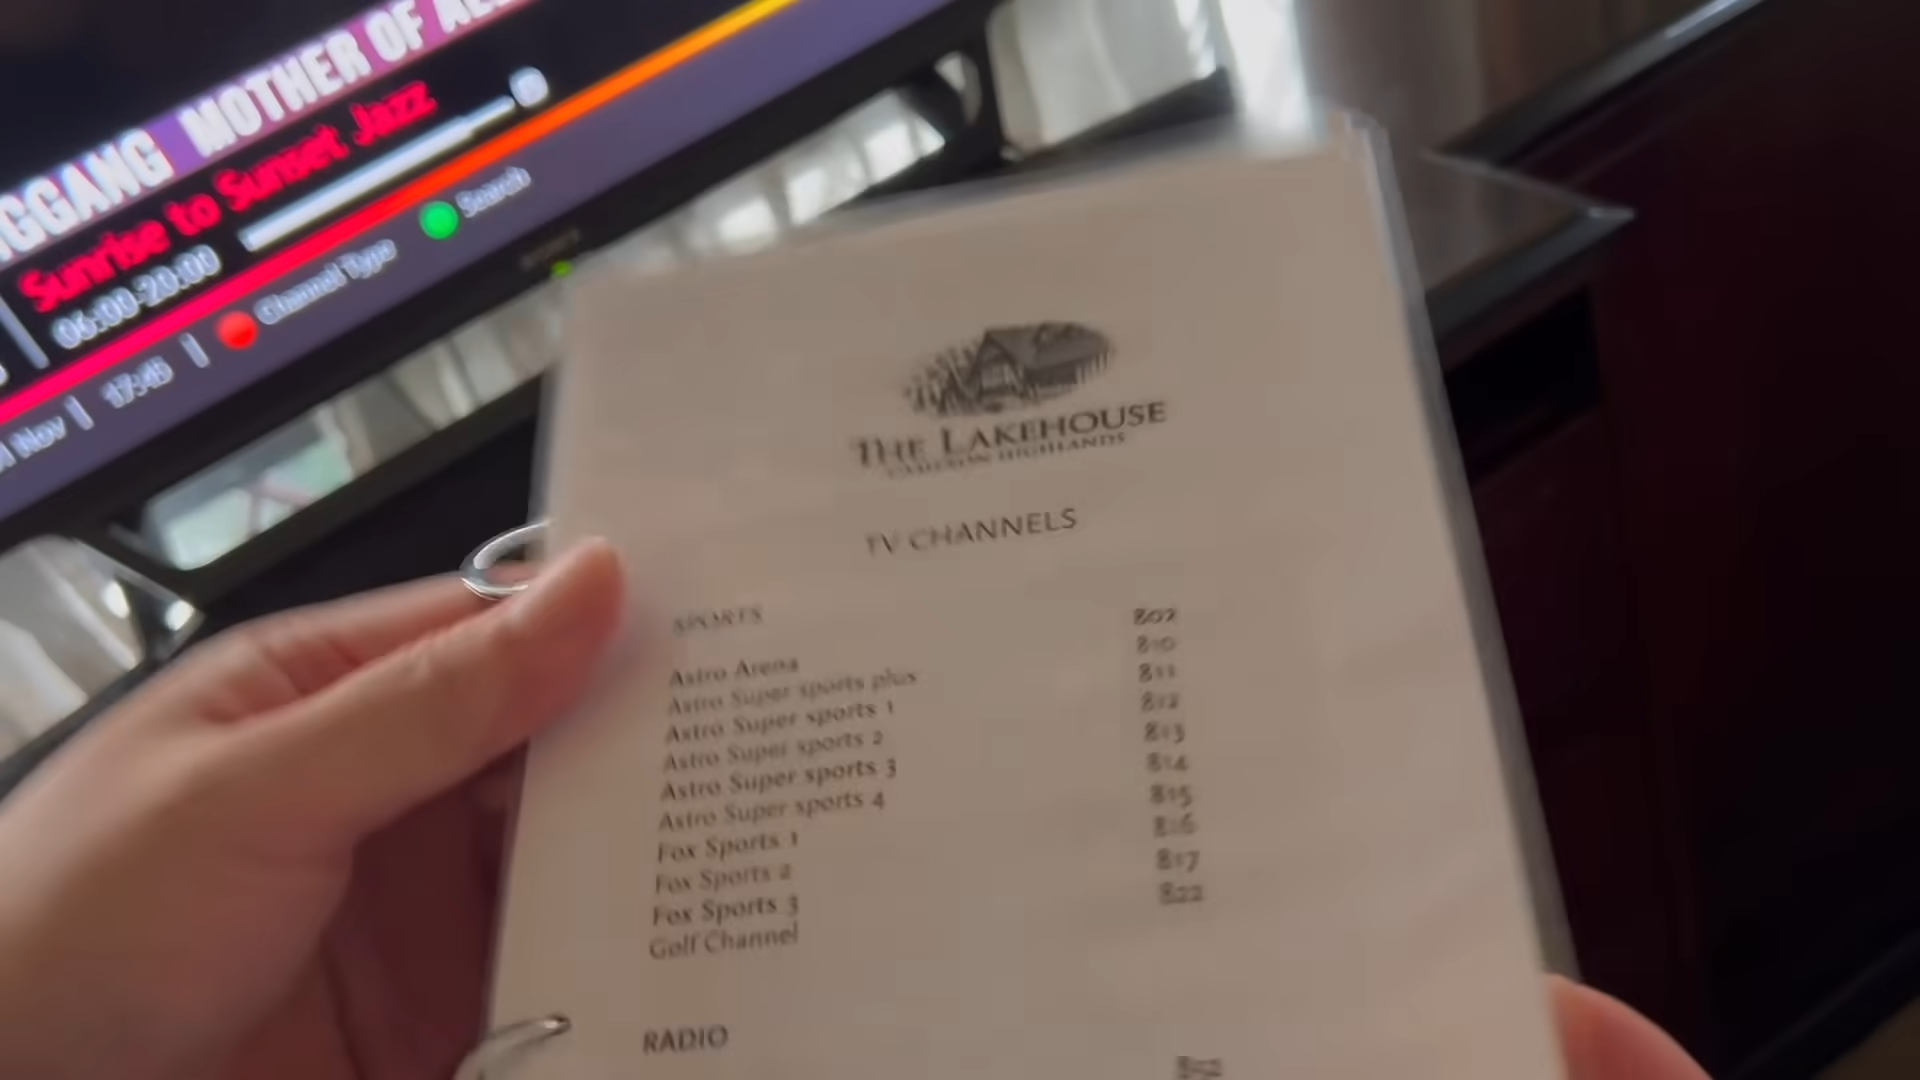 GGANG MOTHER OF
Sunrise to Sunset Jazz
06:00-20:00
Nov | 17:45 | Channel Type Search
THE LAKEHOUSE
CAMERON HIGHLANDS
TV CHANNELS
SPORTS
Astro Arena 802
Astro Super sports plus 810
Astro Super sports 1 811
Astro Super sports 2 812
Astro Super sports 3 813
Astro Super sports 4 814
Fox Sports 1 815
Fox Sports 2 816
Fox Sports 3 817
Golf Channel 822
RADIO